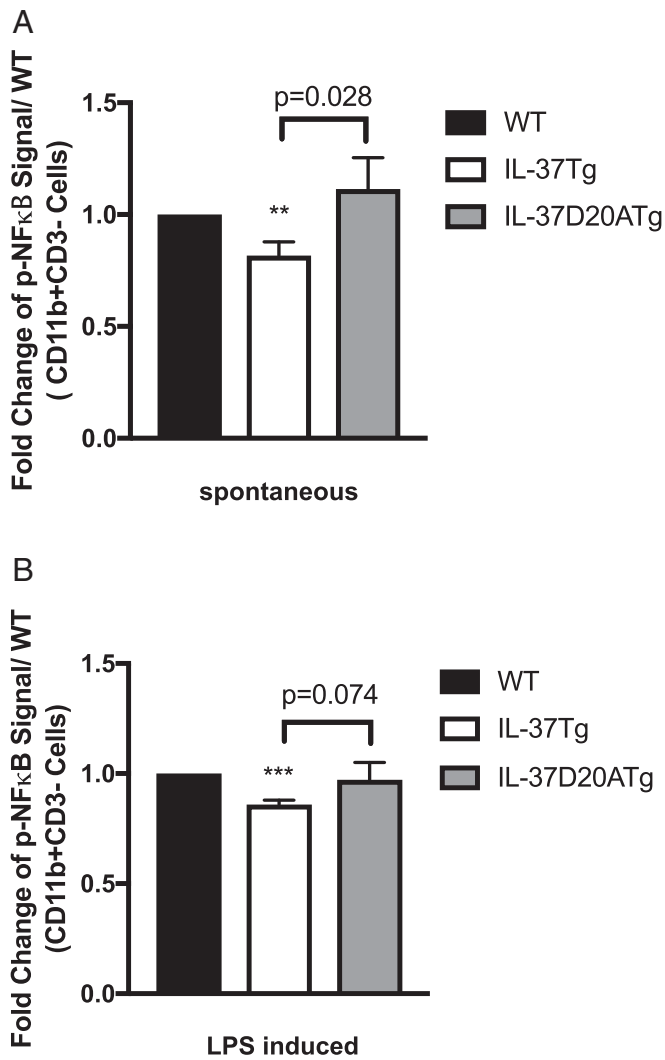 A
Fold Change of p-NFκB Signal/ WT
( CD11b+CD3- Cells)
1.5
1.0
0.5
0.0
p=0.028
**
WT
IL-37Tg
IL-37D20ATg
spontaneous
B
Fold Change of p-NFκB Signal/ WT
(CD11b+CD3- Cells)
1.5
1.0
0.5
0.0
p=0.074
***
WT
IL-37Tg
IL-37D20ATg
LPS induced